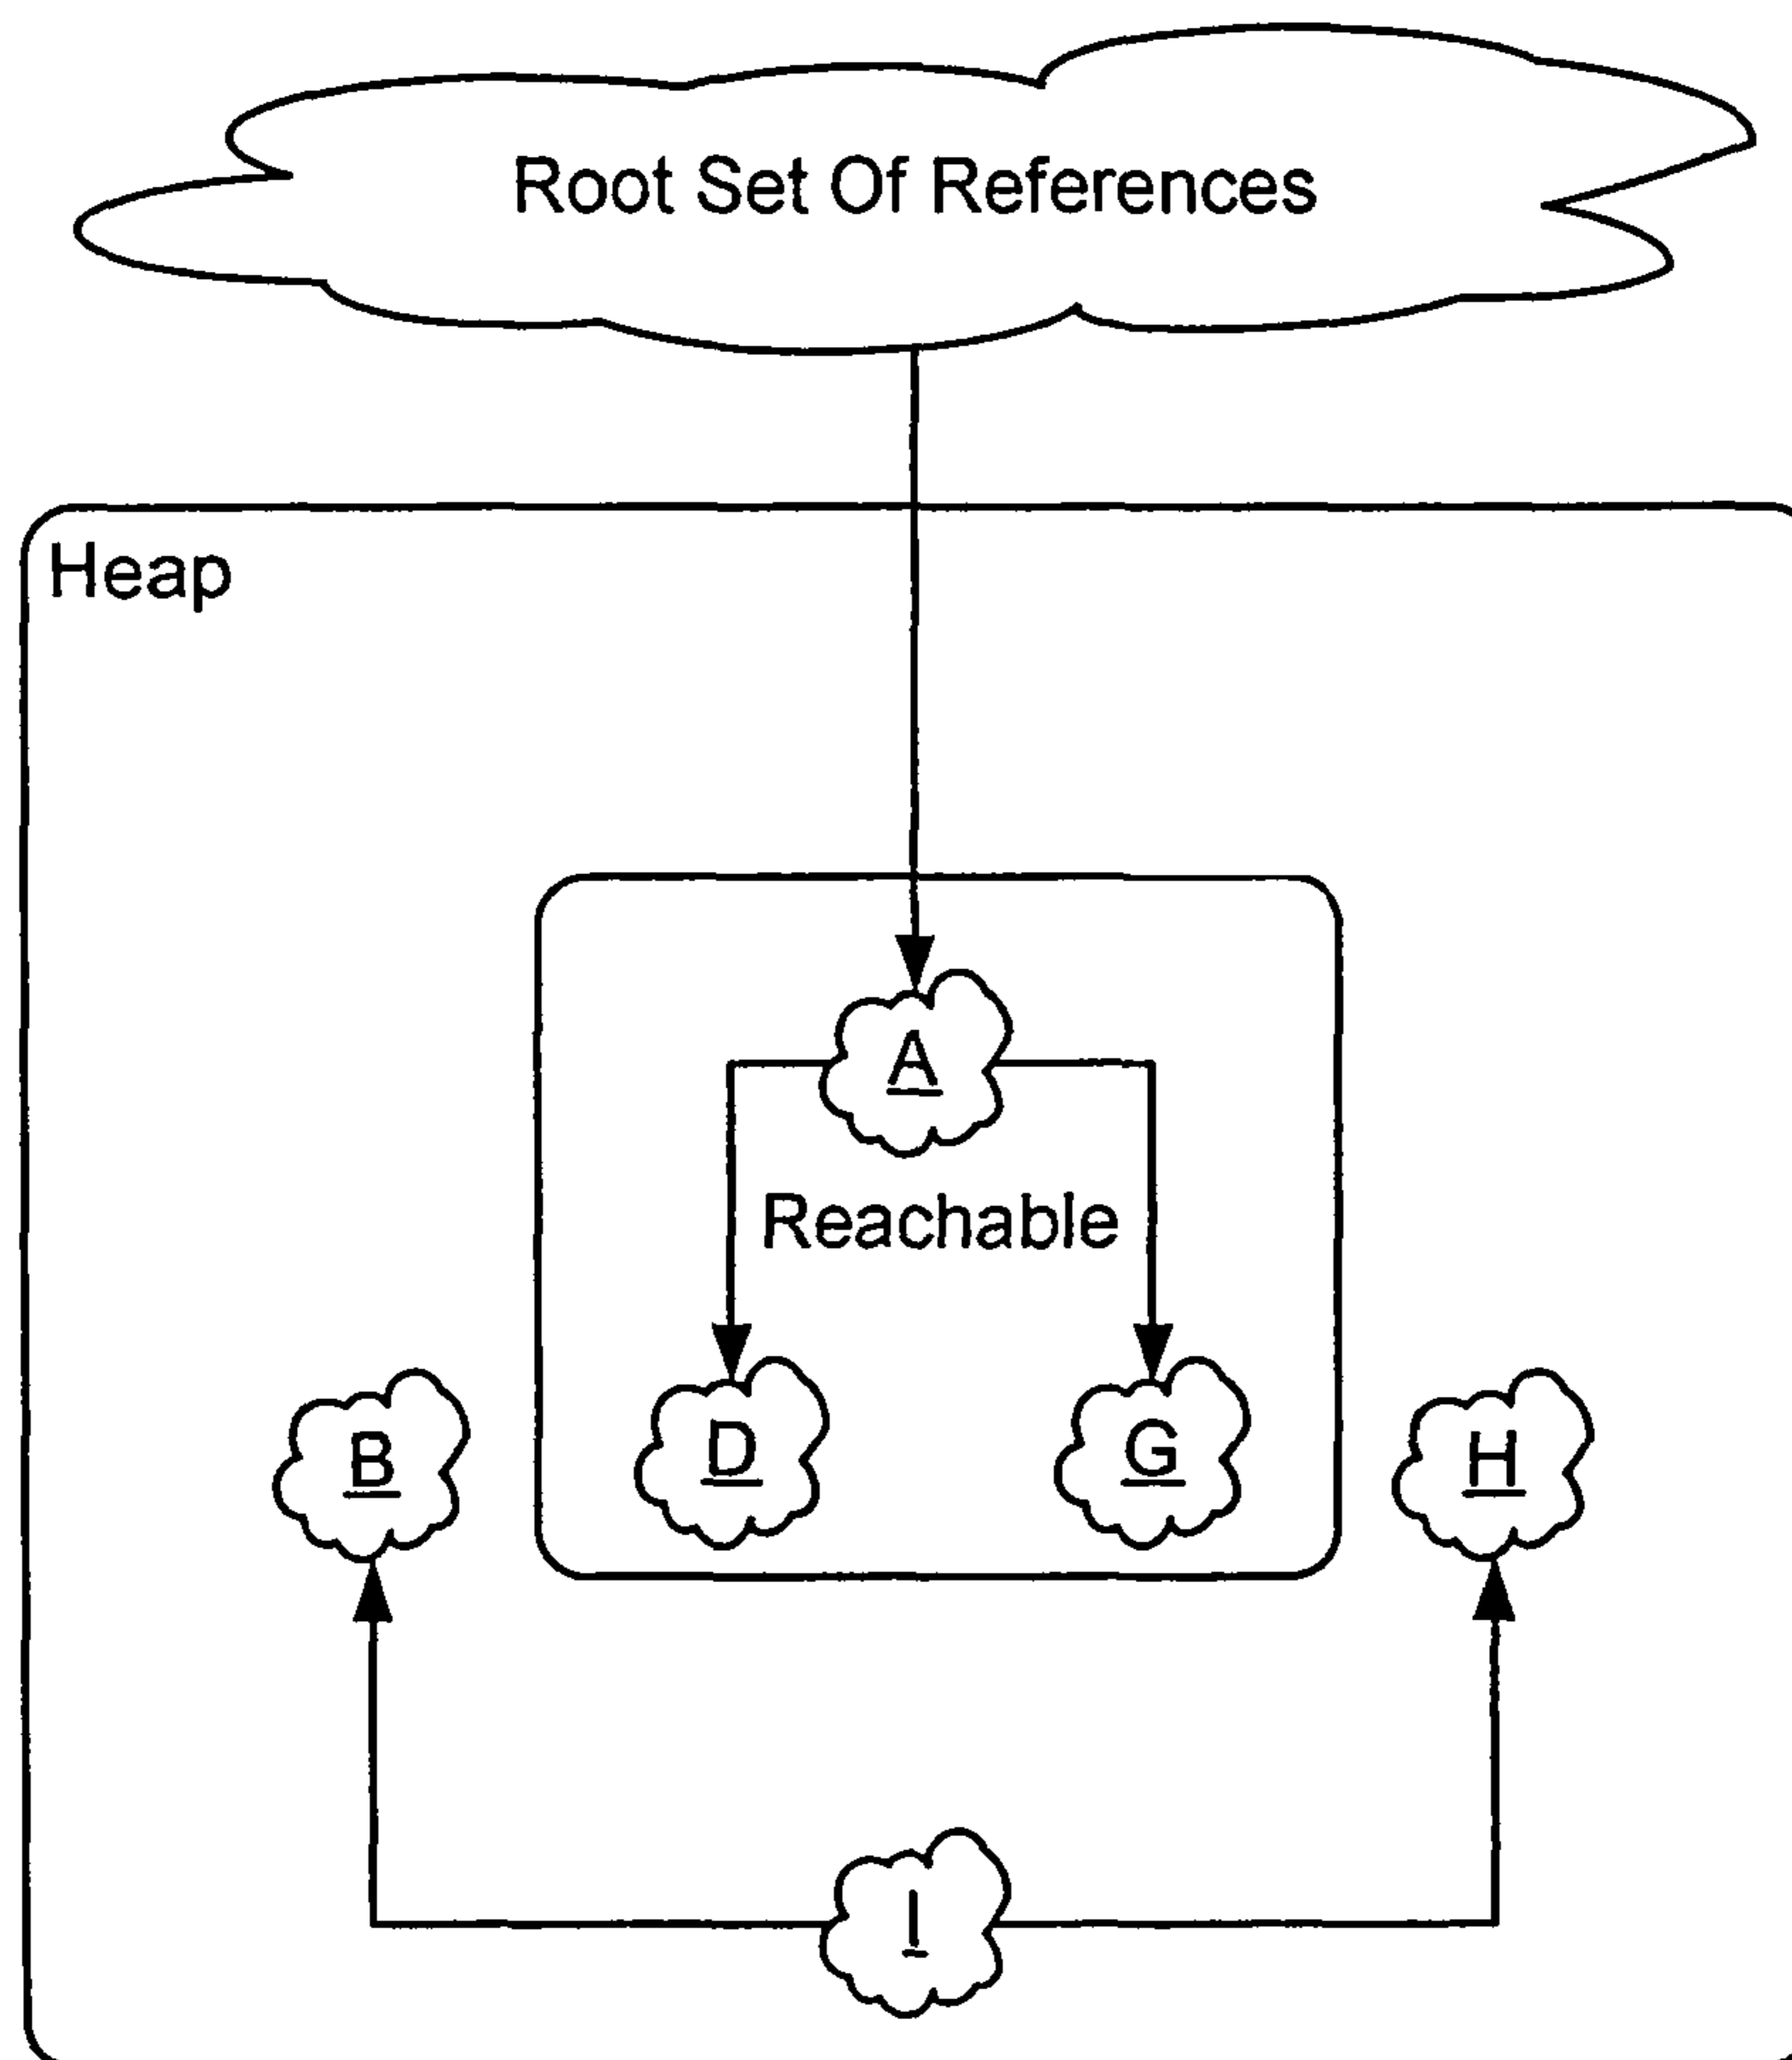 Root Set Of References
Heap
A
Reachable
B
D
G
H
I